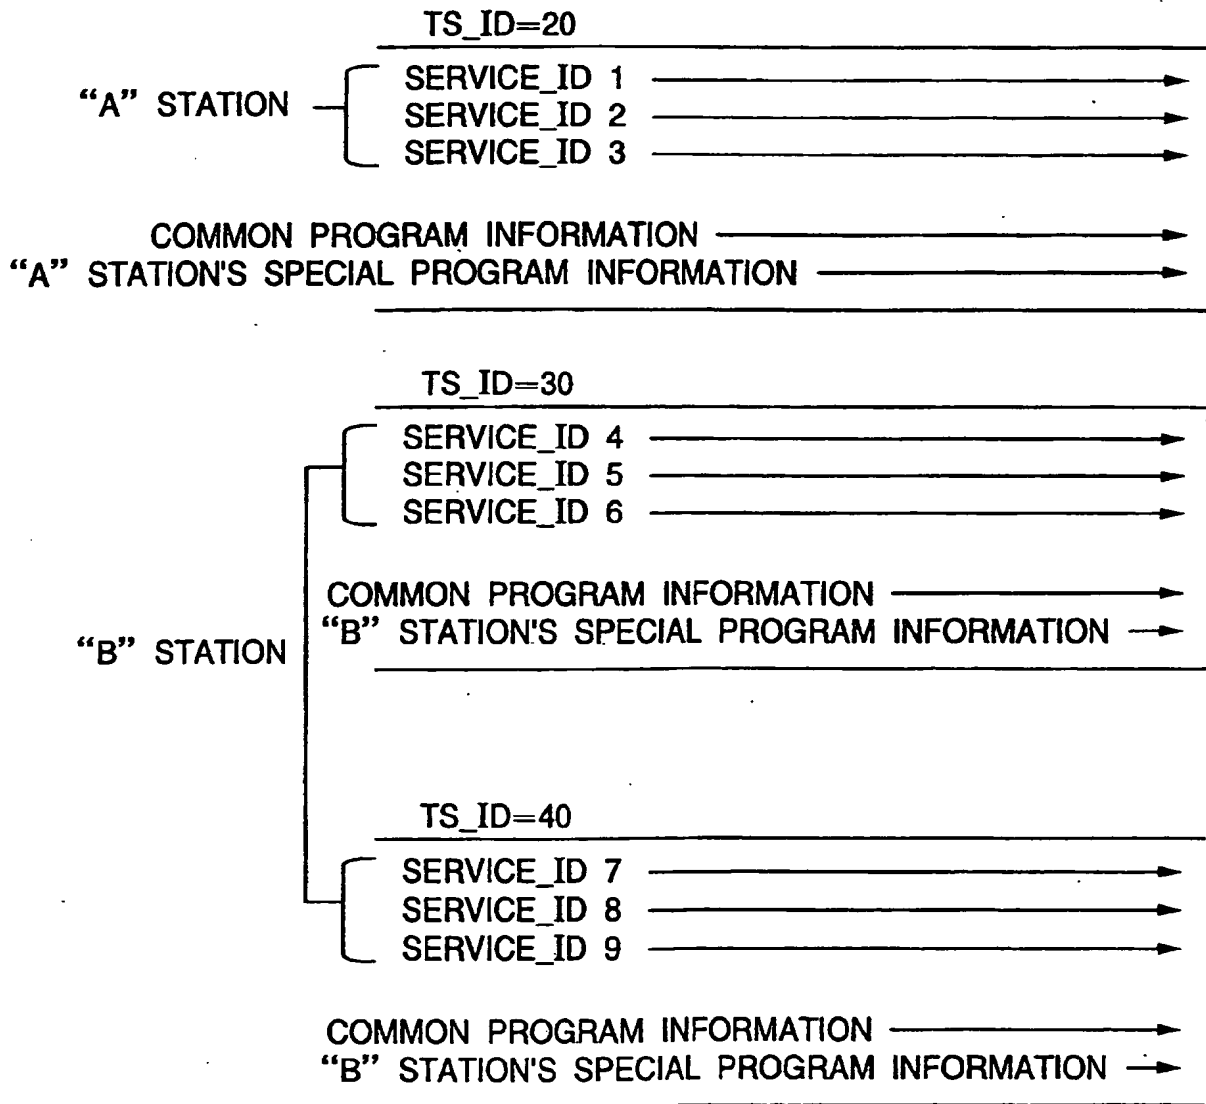 TS_ID=20
SERVICE_ID 1
“A” STATION SERVICE_ID 2
SERVICE_ID 3
COMMON PROGRAM INFORMATION
“A” STATION'S SPECIAL PROGRAM INFORMATION
TS_ID=30
SERVICE_ID 4
SERVICE_ID 5
SERVICE_ID 6
COMMON PROGRAM INFORMATION
“B” STATION'S SPECIAL PROGRAM INFORMATION
“B” STATION
TS_ID=40
SERVICE_ID 7
SERVICE_ID 8
SERVICE_ID 9
COMMON PROGRAM INFORMATION
“B” STATION'S SPECIAL PROGRAM INFORMATION